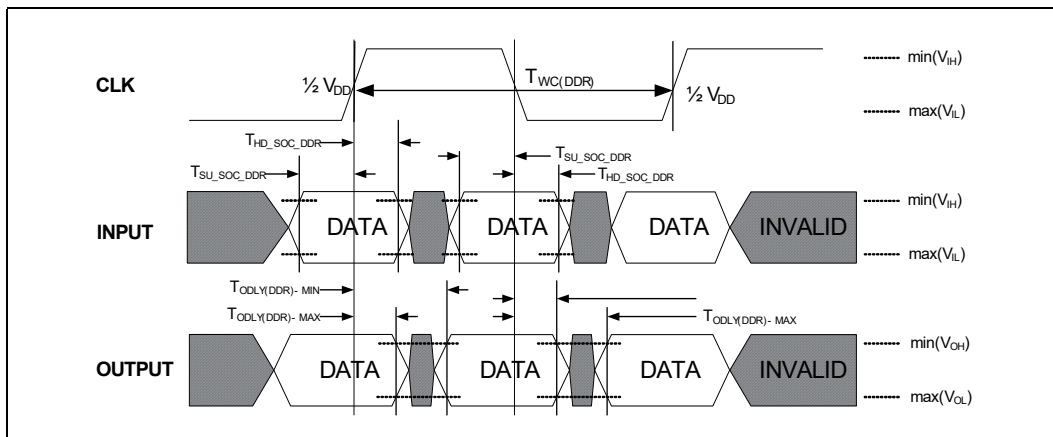 CLK
½ V_DD
T_WC(DDR)
½ V_DD
min(V_IH)
max(V_IL)
T_HD_SOC_DDR
T_SU_SOC_DDR
T_SU_SOC_DDR
T_HD_SOC_DDR
INPUT
DATA
DATA
DATA
INVALID
min(V_IH)
max(V_IL)
T_ODLY(DDR)- MIN
T_ODLY(DDR)- MAX
T_ODLY(DDR)- MAX
OUTPUT
DATA
DATA
DATA
INVALID
min(V_OH)
max(V_OL)